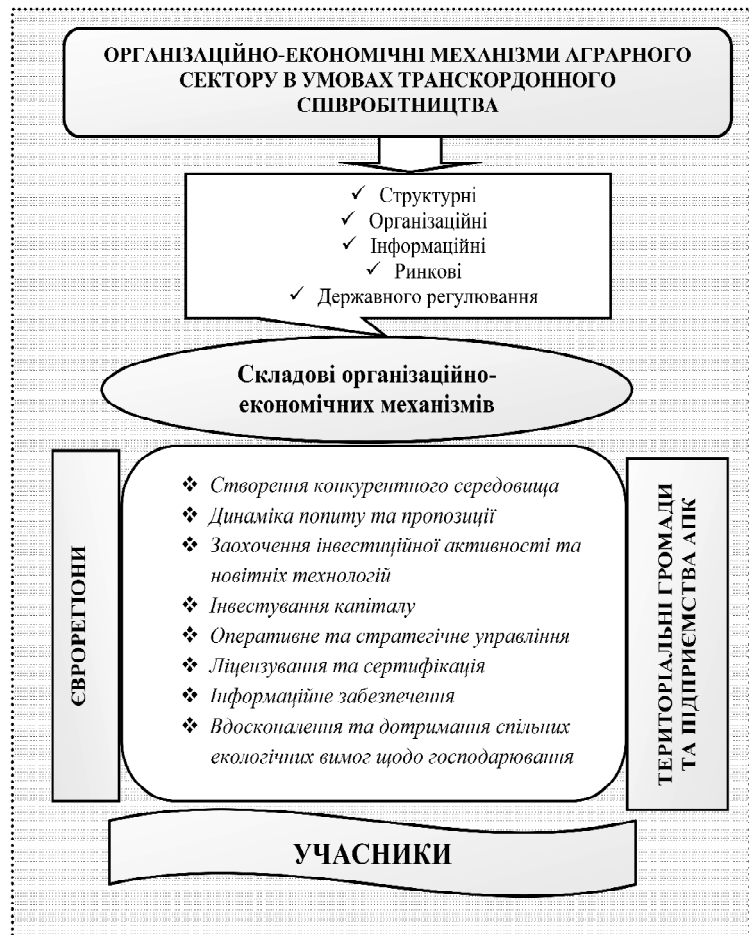 ОРГАНІЗАЦІЙНО-ЕКОНОМІЧНІ МЕХАНІЗМИ АГРАРНОГО
СЕКТОРУ В УМОВАХ ТРАНСКОРДОННОГО
СПІВРОБІТНИЦТВА
✓ Структурні
✓ Організаційні
✓ Інформаційні
✓ Ринкові
✓ Державного регулювання
Складові організаційно-
економічних механізмів
ЄВРОРЕГІОНИ
❖ Створення конкурентного середовища
❖ Динаміка попиту та пропозиції
❖ Заохочення інвестиційної активності та
новітніх технологій
❖ Інвестування капіталу
❖ Оперативне та стратегічне управління
❖ Ліцензування та сертифікація
❖ Інформаційне забезпечення
❖ Вдосконалення та дотримання спільних
екологічних вимог щодо господарювання
ТЕРИТОРІАЛЬНІ ГРОМАДИ
ТА ПІДПРИЄМСТВА АПК
УЧАСНИКИ